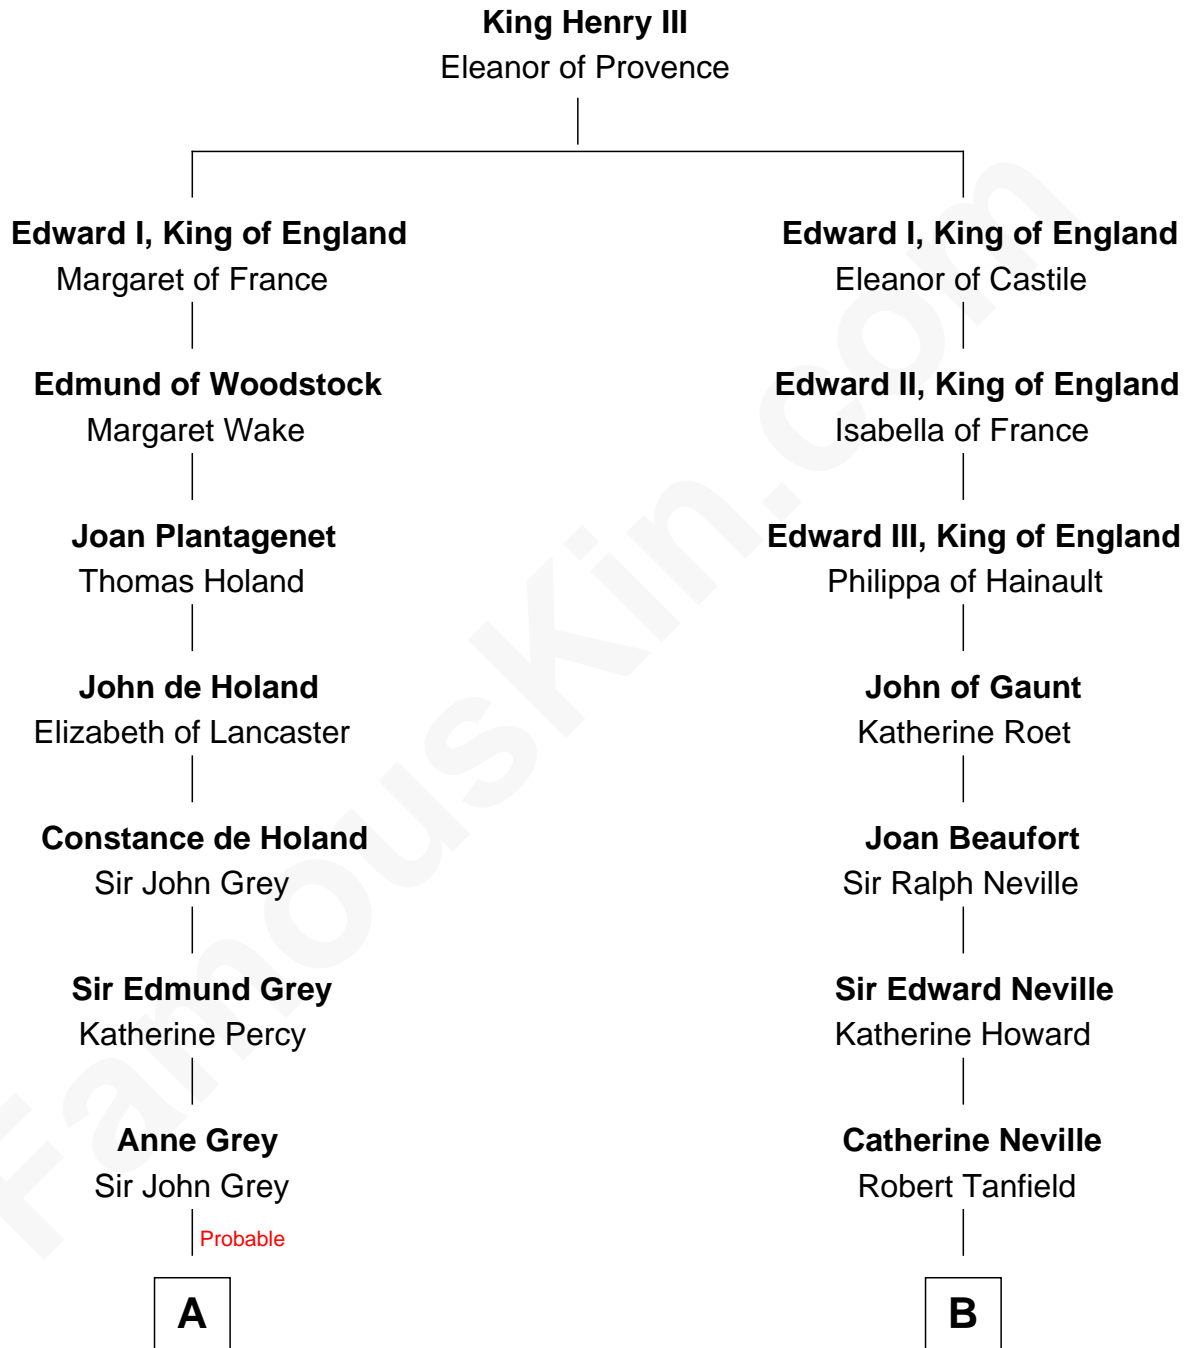 King Henry III
Eleanor of Provence
Edward I, King of England
Margaret of France
Edward I, King of England
Eleanor of Castile
Edmund of Woodstock
Margaret Wake
Edward II, King of England
Isabella of France
Joan Plantagenet
Thomas Holand
Edward III, King of England
Philippa of Hainault
John de Holand
Elizabeth of Lancaster
John of Gaunt
Katherine Roet
Constance de Holand
Sir John Grey
Joan Beaufort
Sir Ralph Neville
Sir Edmund Grey
Katherine Percy
Sir Edward Neville
Katherine Howard
Anne Grey
Sir John Grey
Catherine Neville
Robert Tanfield
Probable
A
B
FamousKin.com